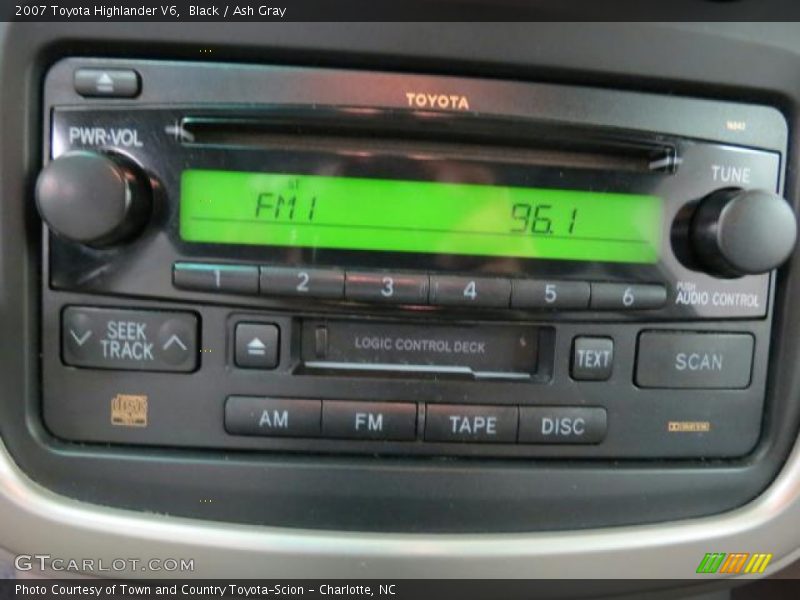 2007 Toyota Highlander V6, Black / Ash Gray
TOYOTA
PWR·VOL
TUNE
ST
FM1 96.1
1 2 3 4 5 6
PUSH
AUDIO CONTROL
SEEK
TRACK
LOGIC CONTROL DECK
TEXT
SCAN
AM FM TAPE DISC
GTCARLOT.COM
Photo Courtesy of Town and Country Toyota-Scion - Charlotte, NC